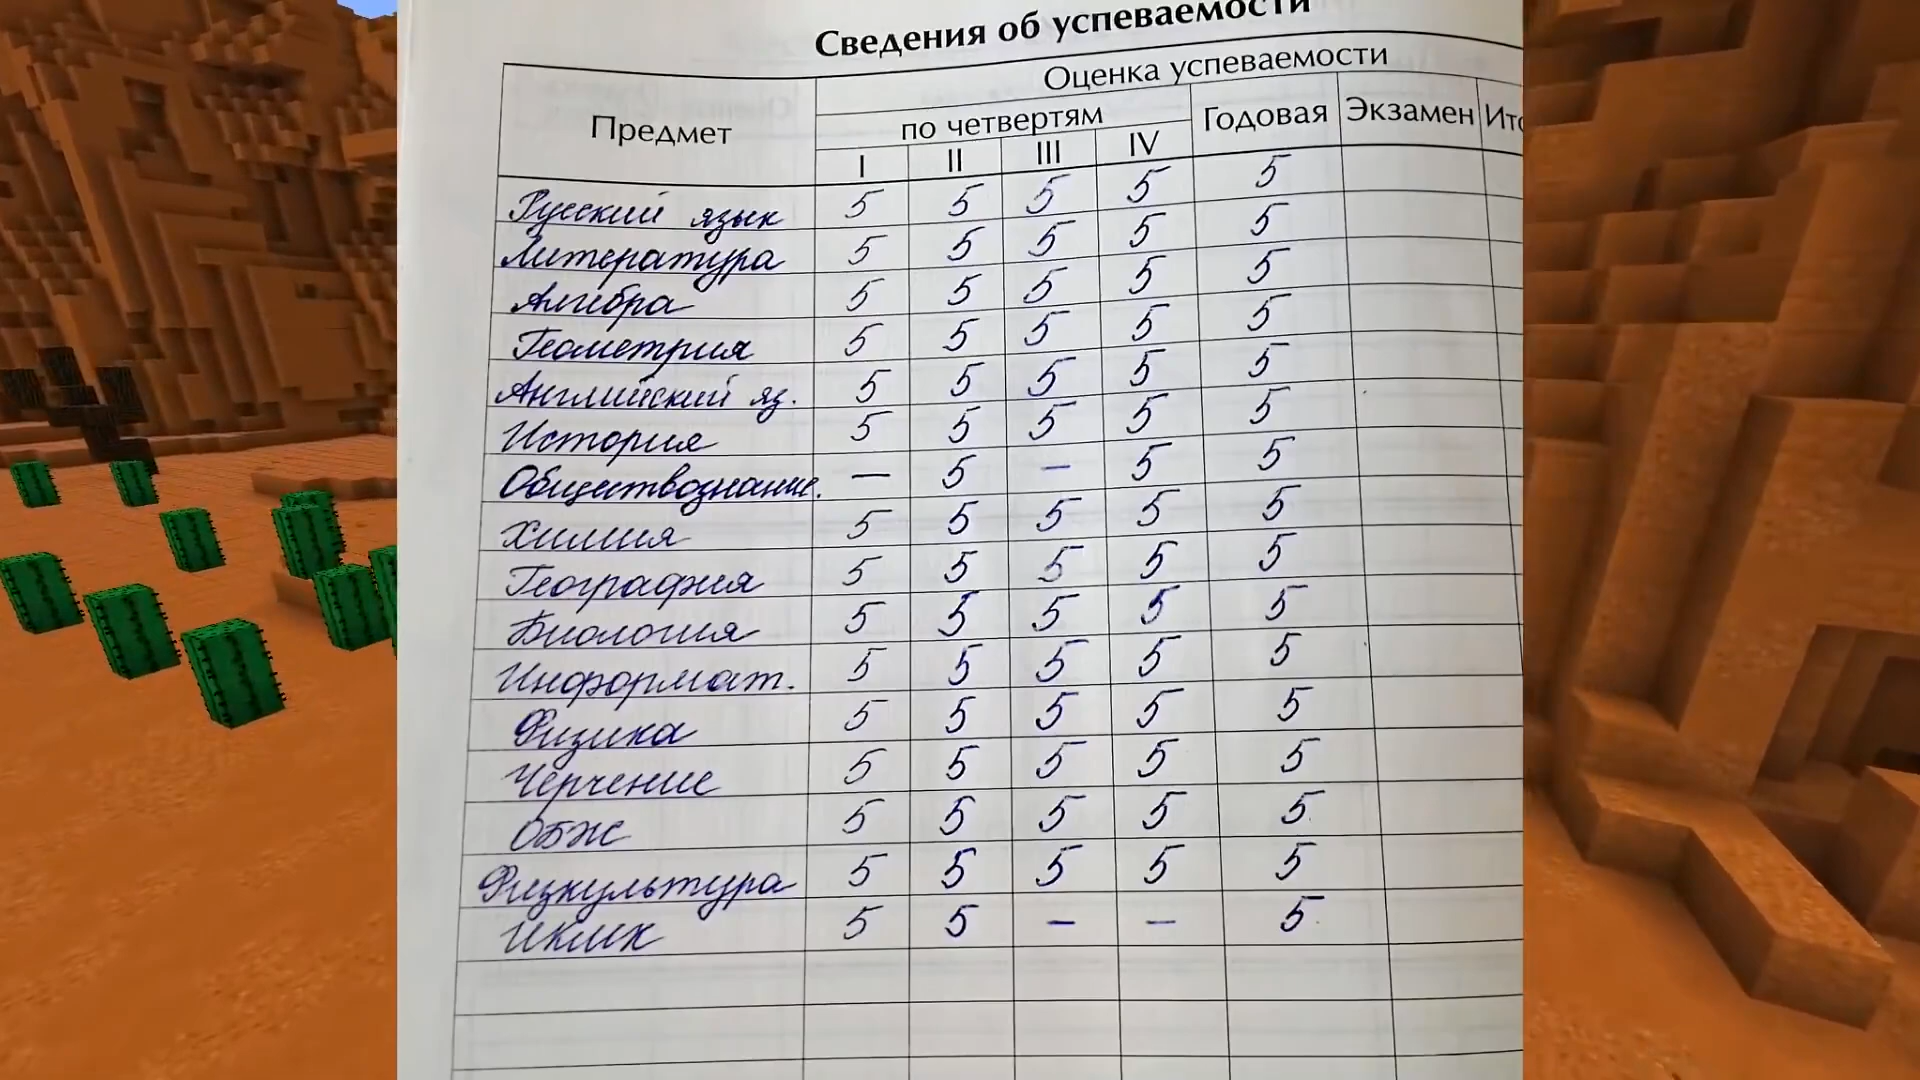 Сведения об успеваемости
Оценка успеваемости
Предмет по четвертям Годовая Экзамен Ито
I II III IV
Русский язык 5 5 5 5 5
Литература 5 5 5 5 5
Алгебра 5 5 5 5 5
Геометрия 5 5 5 5 5
Английский яз. 5 5 5 5 5
История 5 5 5 5 5
Обществознание. — 5 — 5 5
Химия 5 5 5 5 5
География 5 5 5 5 5
Биология 5 5 5 5 5
Информат. 5 5 5 5 5
Физика 5 5 5 5 5
Черчение 5 5 5 5 5
ОБЖ 5 5 5 5 5
Физкультура 5 5 5 5 5
ИКМК 5 5 — — 5